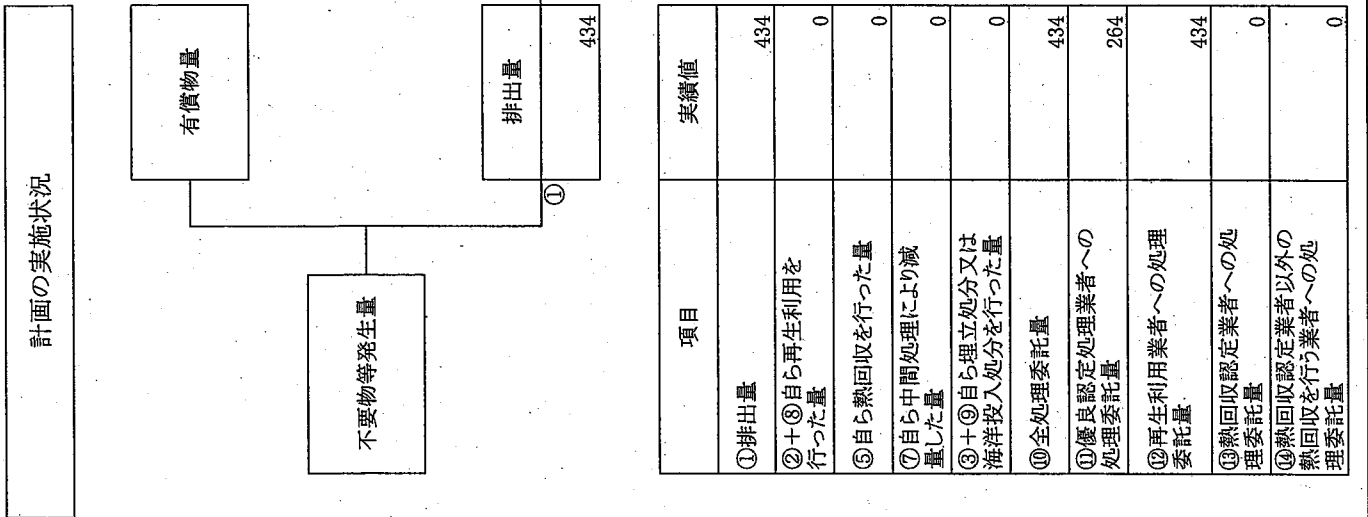 計画の実施状況
有償物量
不要物等発生量
①
排出量
434
項目
実績値
①排出量
434
②+⑧自ら再生利用を
行った量
0
⑤自ら熱回収を行った量
0
⑦自ら中間処理により減
量した量
0
③+⑨自ら埋立処分又は
海洋投入処分を行った量
0
⑩全処理委託量
434
⑪優良認定処理業者への
処理委託量
264
⑫再生利用業者への処理
委託量
434
⑬熱回収認定業者への処
理委託量
0
⑭熱回収認定業者以外の
熱回収を行う業者への処
理委託量
0